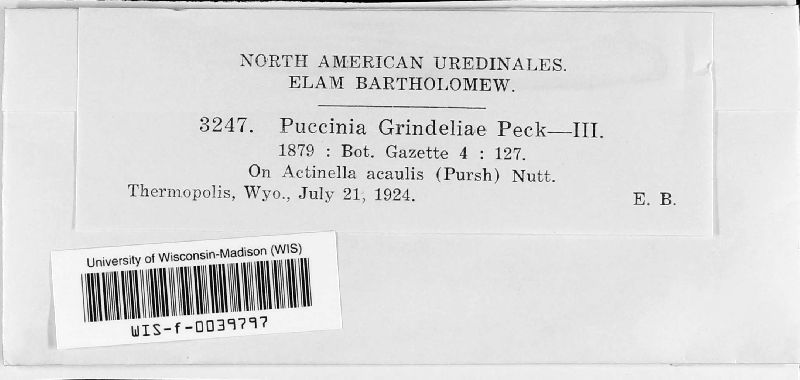 NORTH AMERICAN UREDINALES.
ELAM BARTHOLOMEW.
3247. Puccinia Grindeliae Peck—III.
1879 : Bot. Gazette 4 : 127.
On Actinella acaulis (Pursh) Nutt.
Thermopolis, Wyo., July 21, 1924. E. B.
University of Wisconsin-Madison (WIS)
WIS-f-0039797